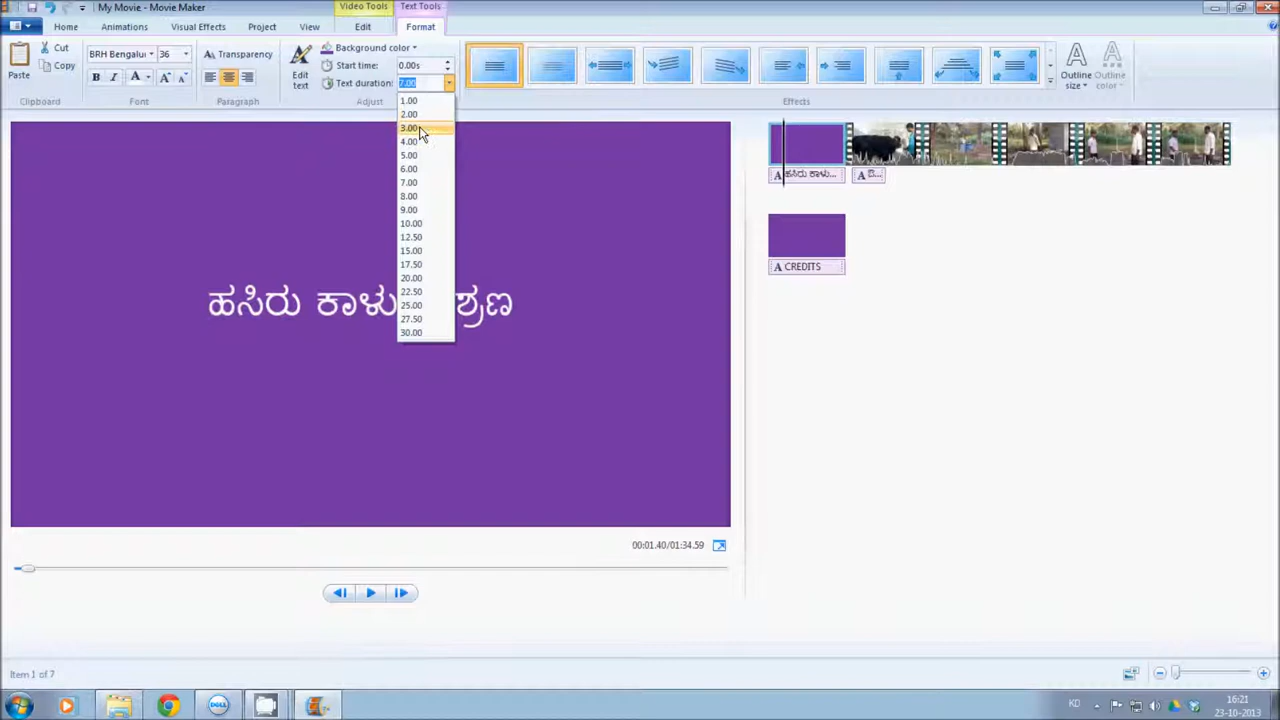 My Movie - Movie Maker
Video Tools
Text Tools
Home
Animations
Visual Effects
Project
View
Edit
Format
Paste
Cut
Copy
Clipboard
BRH Bengalu
36
B I U A A A
Transparency
Paragraph
Edit text
Background color
Start time: 0.00s
Text duration: 7.00
Adjust
Effects
Outline size
Outline color
1.00
2.00
3.00
4.00
5.00
6.00
7.00
8.00
9.00
10.00
12.50
15.00
17.50
20.00
22.50
25.00
27.50
30.00
ಹಸಿರು ಕಾಳು
ಶ್ರಣ
A ಹಸಿರು ಕಾಳು...
A CREDITS
00:01.40/01:34.59
Item 1 of 7
KD
16:21
23-10-2013